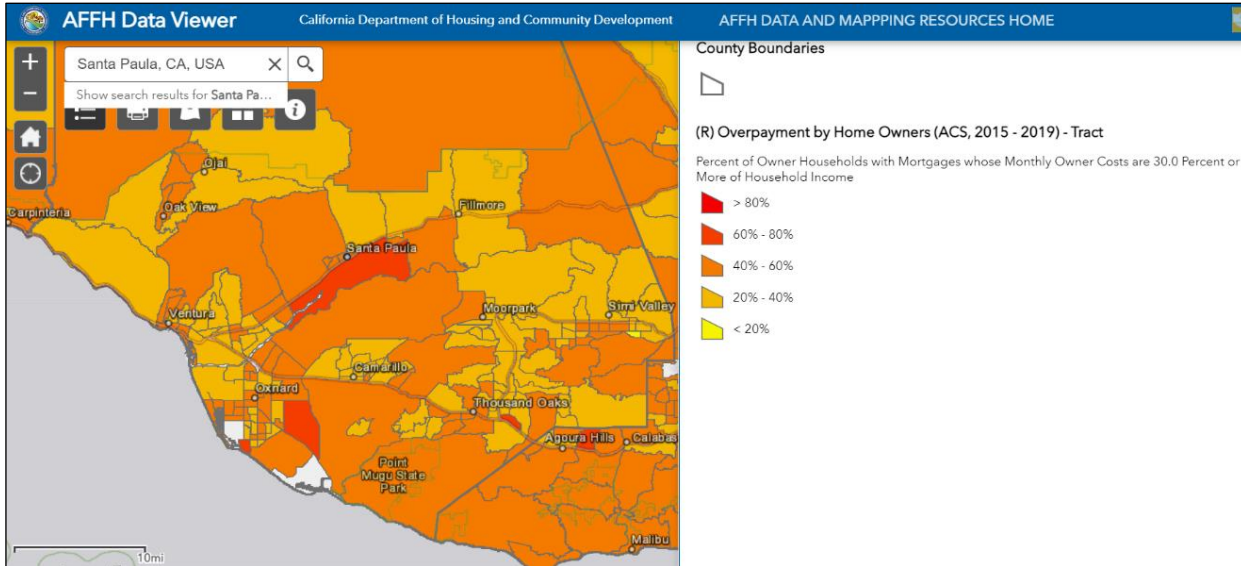 AFFH Data Viewer
California Department of Housing and Community Development
AFFH DATA AND MAPPPING RESOURCES HOME
Santa Paula, CA, USA
Show search results for Santa Pa...
County Boundaries
(R) Overpayment by Home Owners (ACS, 2015 - 2019) - Tract
Percent of Owner Households with Mortgages whose Monthly Owner Costs are 30.0 Percent or
More of Household Income
> 80%
60% - 80%
40% - 60%
20% - 40%
< 20%
Ojai
Carpinteria
Oak View
Fillmore
Santa Paula
Ventura
Moorpark
Simi Valley
Camarillo
Oxnard
Thousand Oaks
Agoura Hills
Calabas
Point
Mugu State
Park
Malibu
10mi